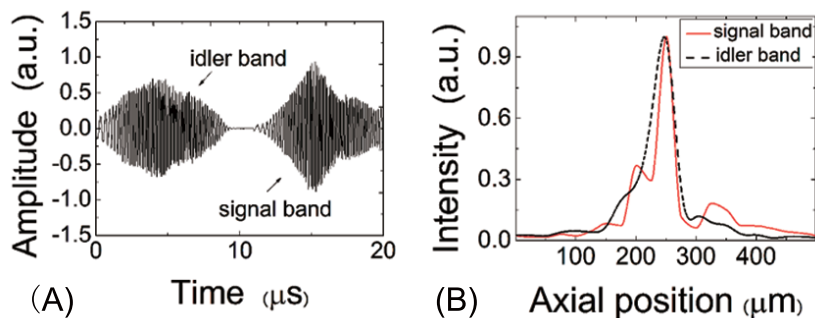 1.5
1.0
0.5
0.0
-0.5
-1.0
-1.5
Amplitude (a.u.)
idler band
signal band
0 10 20
(A) Time (μs)
0.9
0.6
0.3
0.0
Intensity (a.u.)
signal band
idler band
100 200 300 400
(B) Axial position (μm)